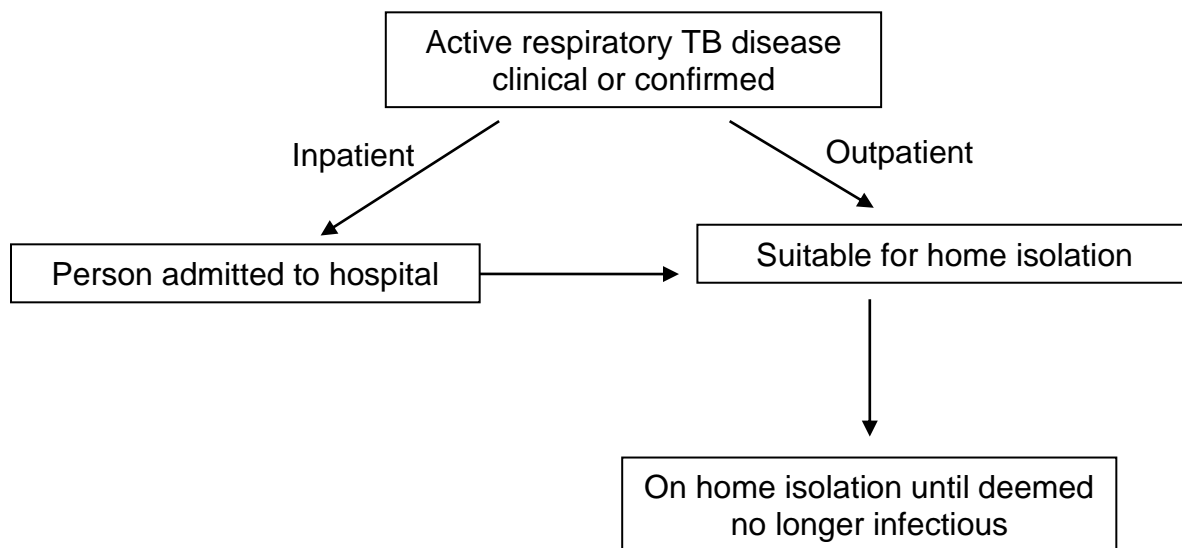 Active respiratory TB disease
clinical or confirmed
Inpatient
Outpatient
Person admitted to hospital
Suitable for home isolation
On home isolation until deemed
no longer infectious